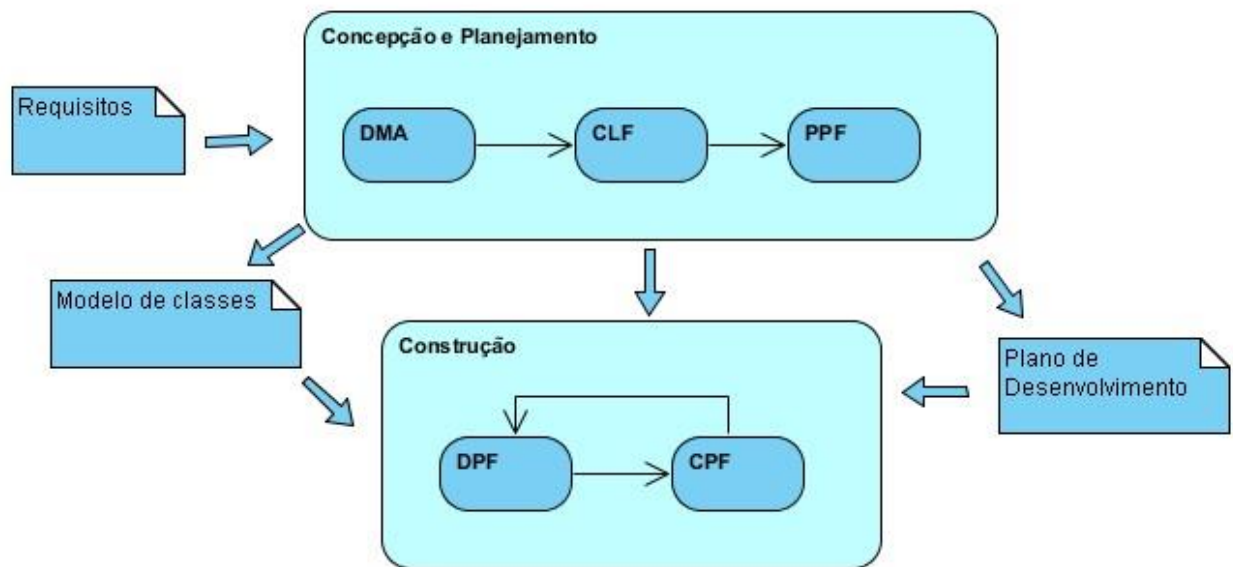 Concepção e Planejamento
Requisitos
DMA
CLF
PPF
Modelo de classes
Construção
Plano de
Desenvolvimento
DPF
CPF